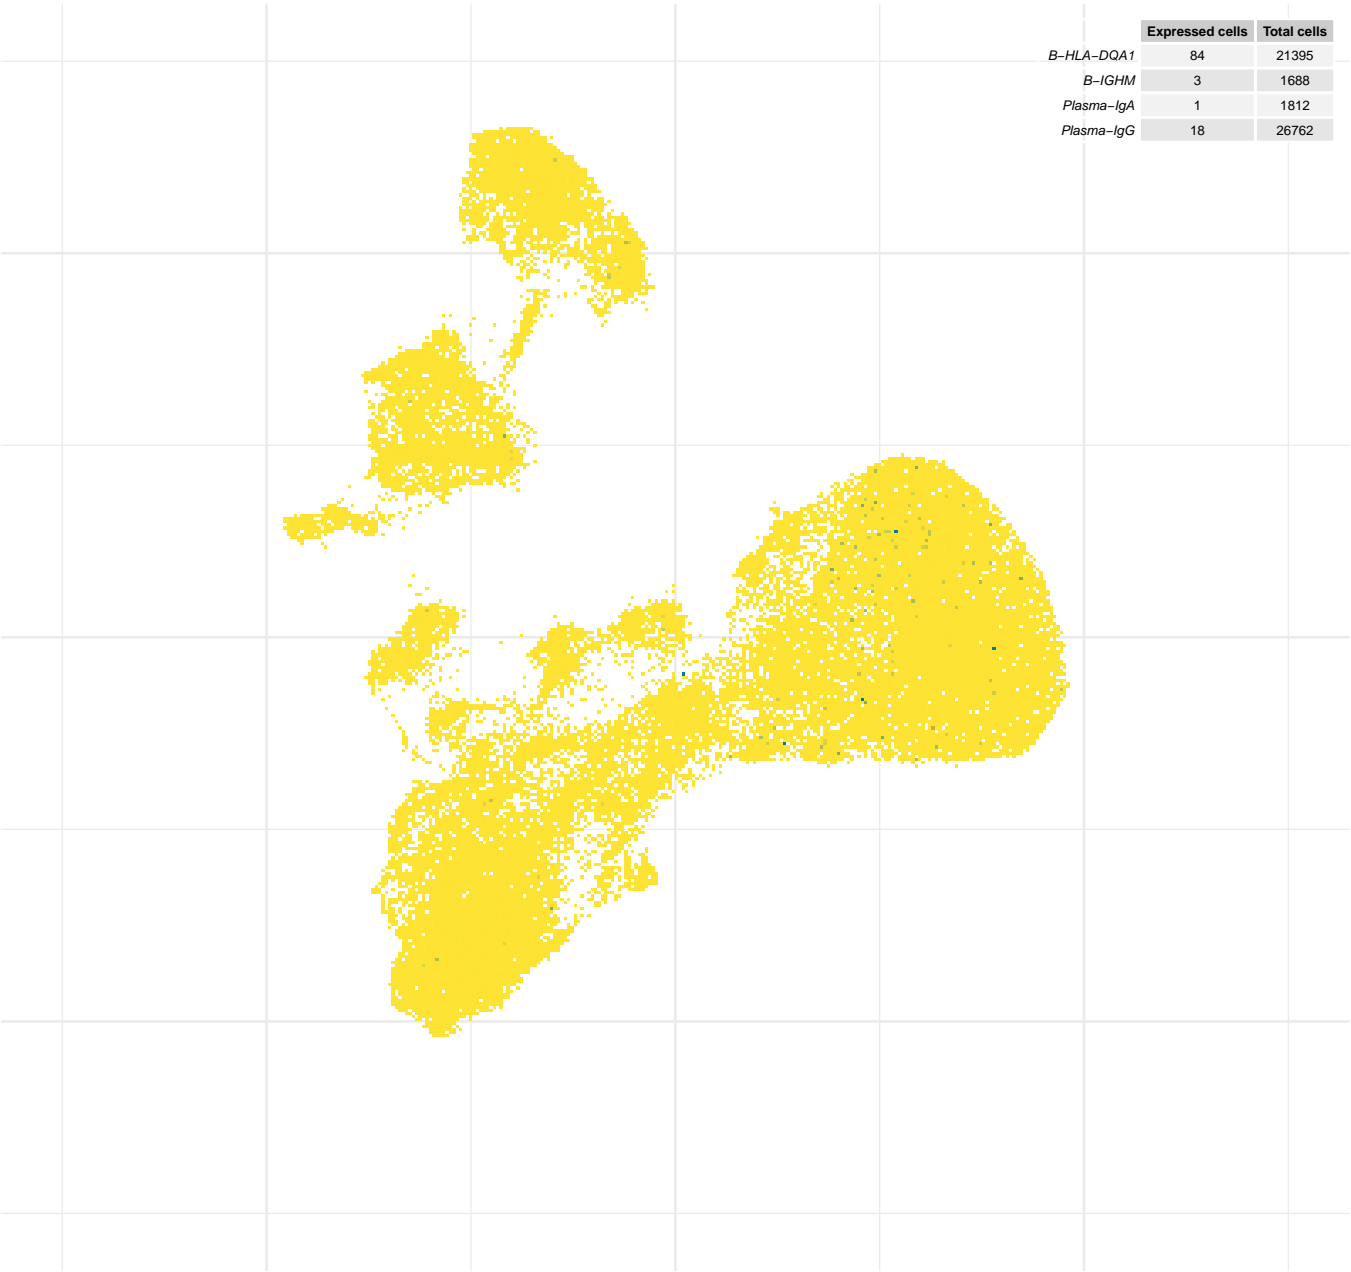 Expressed cells Total cells
B−HLA−DQA1 84 21395
B−IGHM 3 1688
Plasma−IgA 1 1812
Plasma−IgG 18 26762